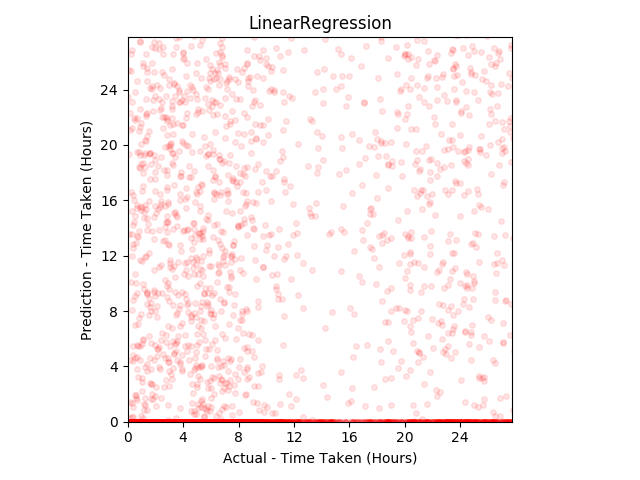 LinearRegression
Prediction - Time Taken (Hours)
24
20
16
12
8
4
0
0 4 8 12 16 20 24
Actual - Time Taken (Hours)